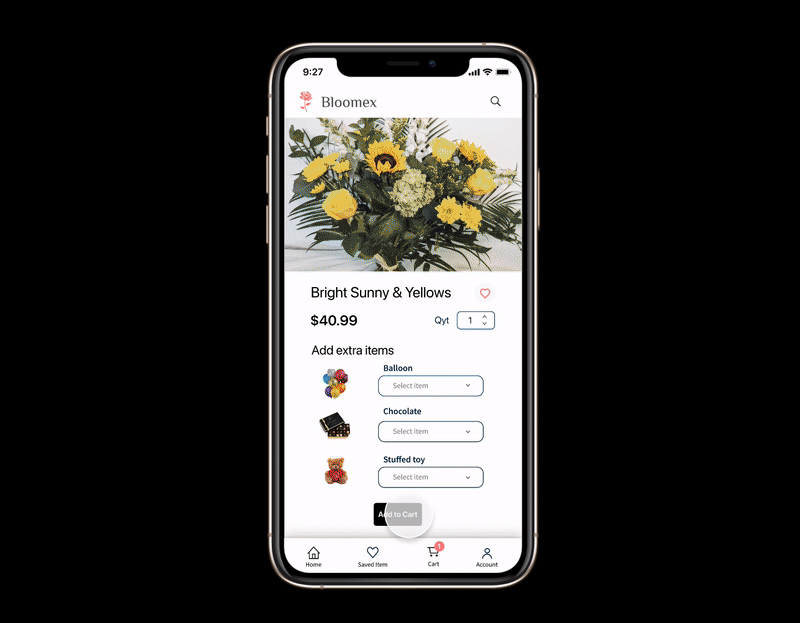 9:27
Bloomex
Bright Sunny & Yellows
$40.99
Qyt 1
Add extra items
Balloon
Select item
Chocolate
Select item
Stuffed toy
Select item
Add to Cart
1
Home Saved Item Cart Account